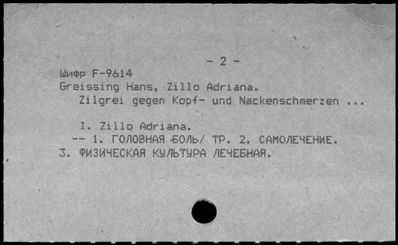 - 2 -
Шифр F-9614
Greissing Hans, Zillo Adriana.
Zilgrei gegen Kopf- und Nackenschmerzen ...
I. Zillo Adriana.
-- 1. ГОЛОВНАЯ БОЛЬ/ ТР. 2. САМОЛЕЧЕНИЕ.
3. ФИЗИЧЕСКАЯ КУЛЬТУРА ЛЕЧЕБНАЯ.